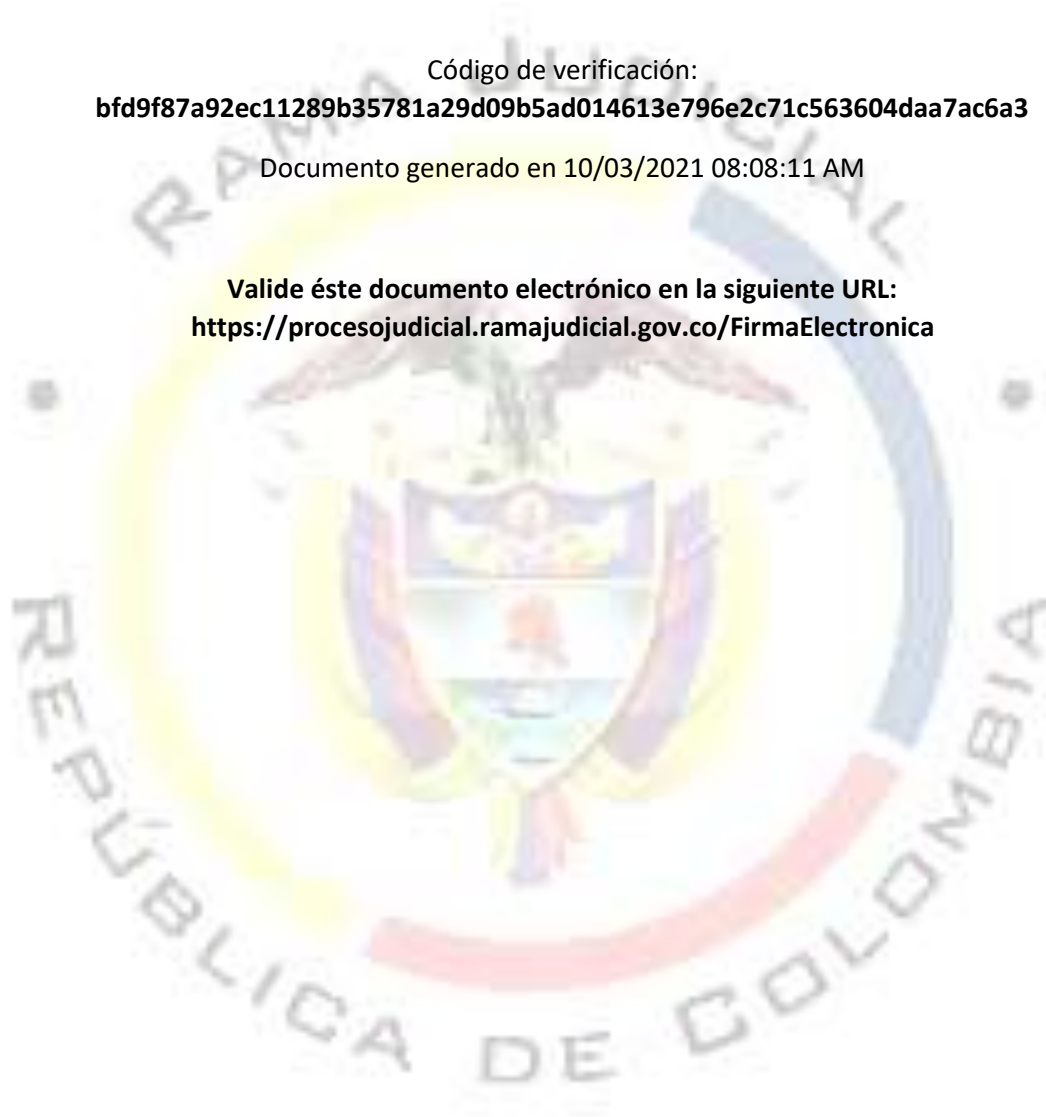 Código de verificación:
bfd9f87a92ec11289b35781a29d09b5ad014613e796e2c71c563604daa7ac6a3
Documento generado en 10/03/2021 08:08:11 AM
Valide éste documento electrónico en la siguiente URL:
https://procesojudicial.ramajudicial.gov.co/FirmaElectronica
RAMA JUDICIAL
REPÚBLICA DE COLOMBIA